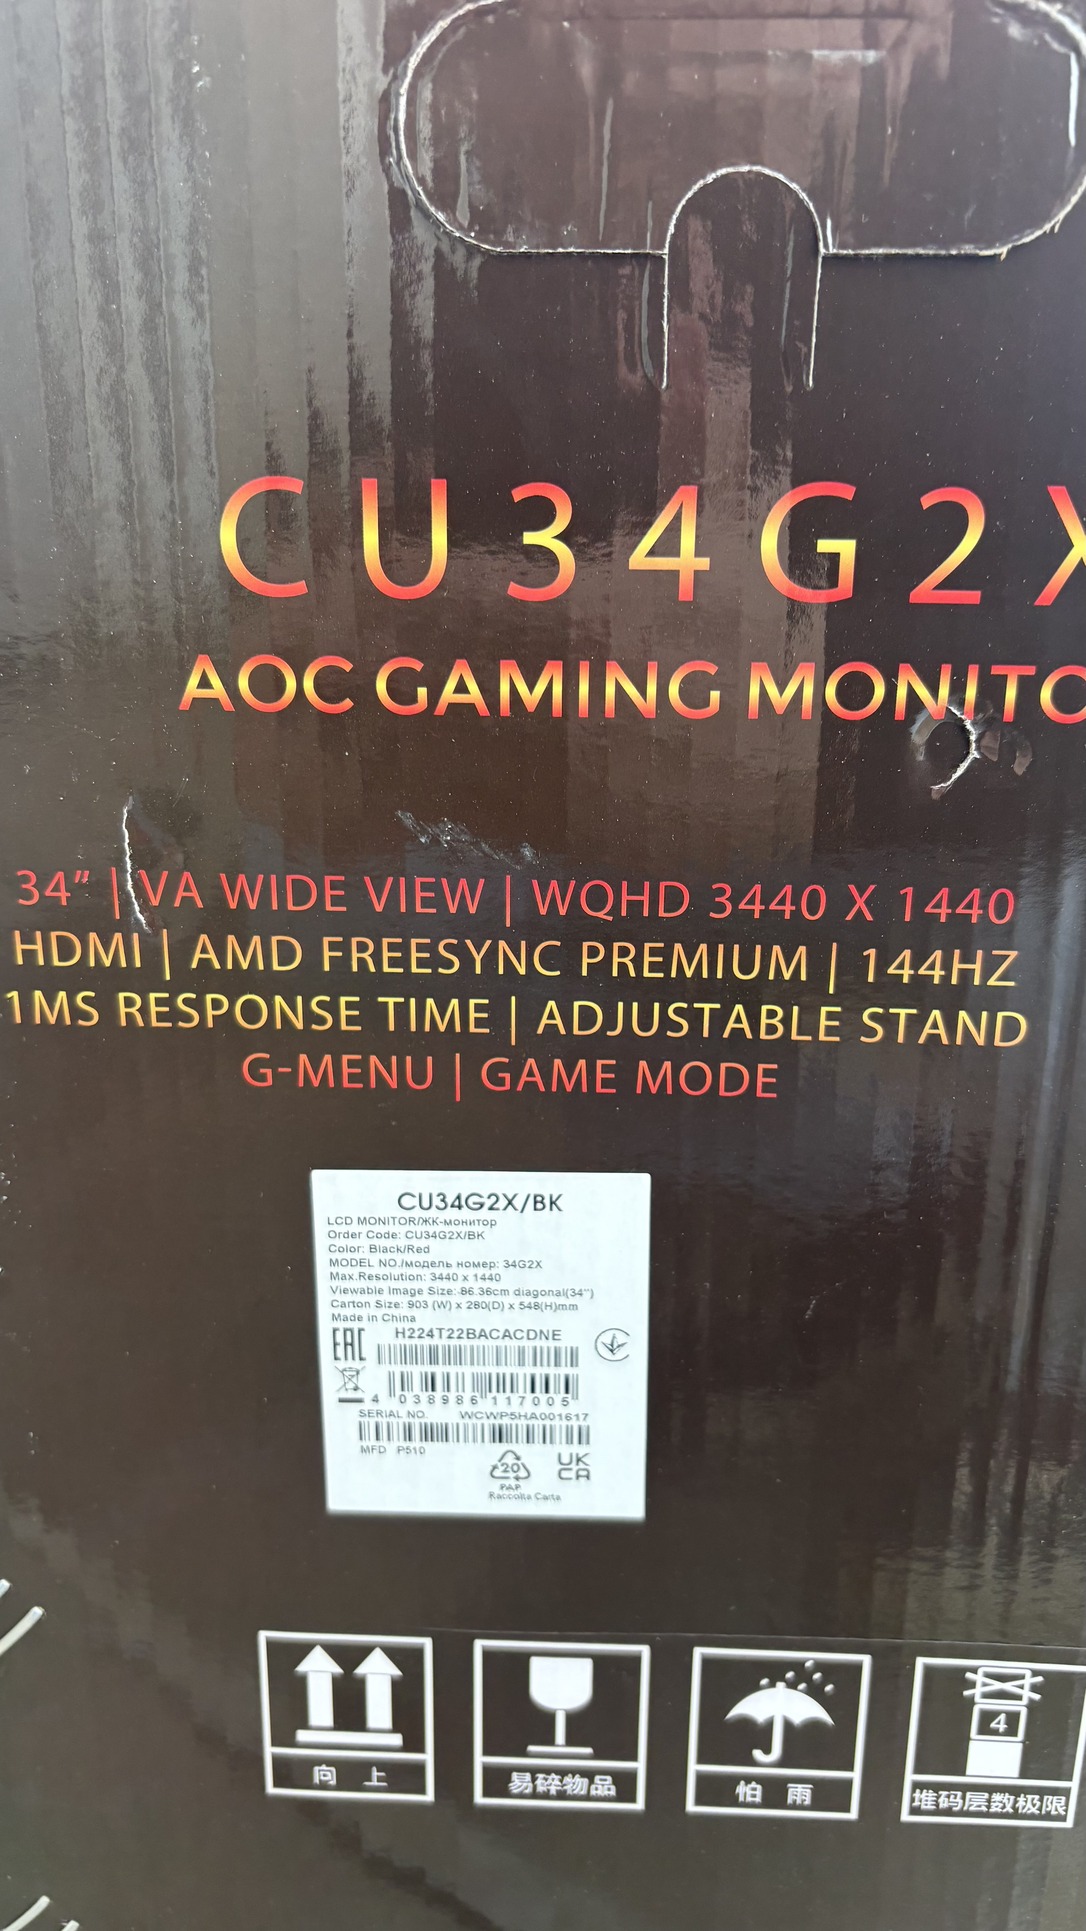 CU34G2X
AOC GAMING MONITO
34” | VA WIDE VIEW | WQHD 3440 X 1440
HDMI | AMD FREESYNC PREMIUM | 144HZ
1MS RESPONSE TIME | ADJUSTABLE STAND
G-MENU | GAME MODE
CU34G2X/BK
LCD MONITOR/ЖК-монитор
Order Code: CU34G2X/BK
Color: Black/Red
MODEL NO./модель номер: 34G2X
Max.Resolution: 3440 x 1440
Viewable Image Size: 86.36cm diagonal(34'')
Carton Size: 903 (W) x 280(D) x 548(H)mm
Made in China
EAC
H224T22BACACDNE
4 038986 117005
SERIAL NO. WCWP5HA001617
MFD P510
20
PAP
Raccolta Carta
UK
CA
向上
易碎物品
怕雨
4
堆码层数极限